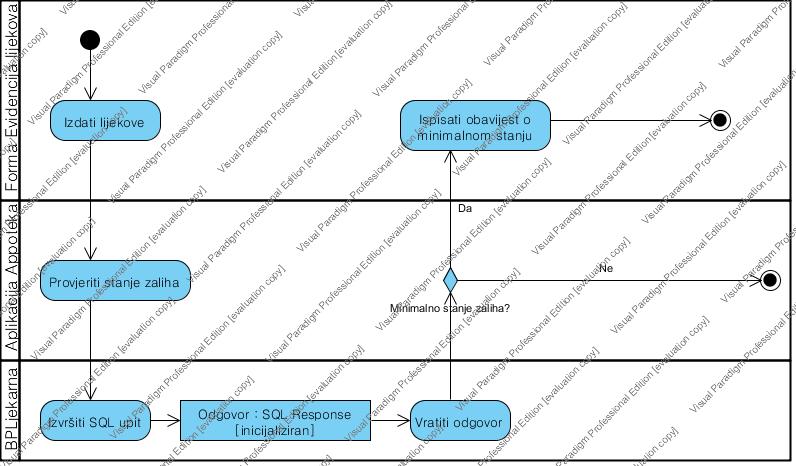 Forma Evidencija lijekova
Izdati lijekove
Ispisati obavijest o
minimalnom stanju
Aplikacija Appoteka
Da
Provjeriti stanje zaliha
Ne
Minimalno stanje zaliha?
BPLjekarna
Izvršiti SQL upit
Odgovor : SQL Response
[inicijaliziran]
Vratiti odgovor
Visual Paradigm Professional Edition [evaluation copy]